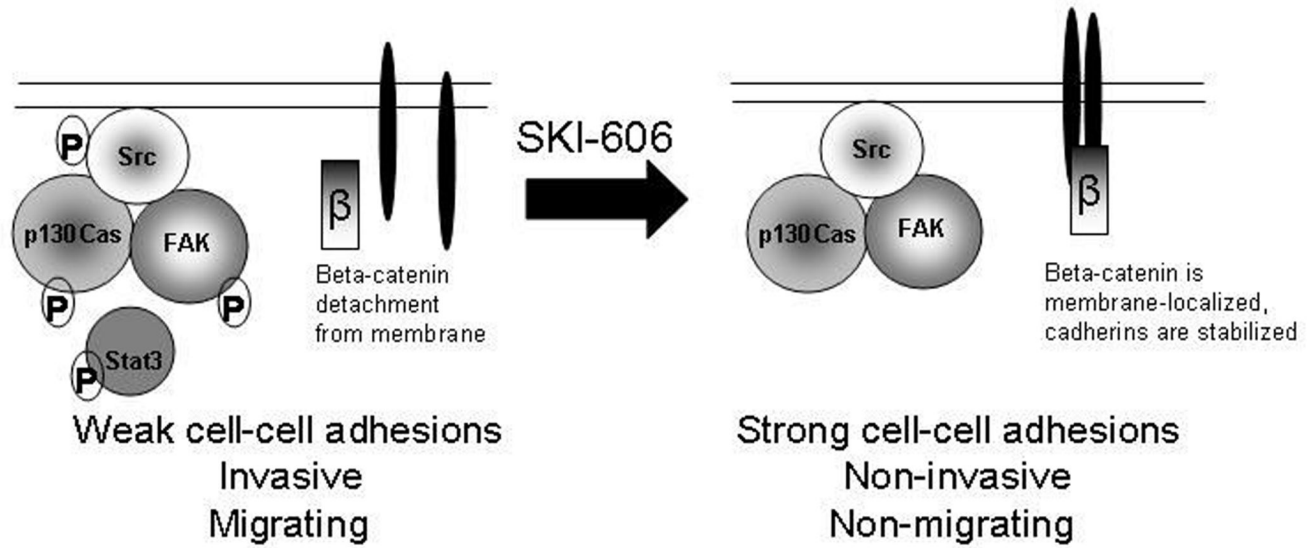 P
Src
p130 Cas
FAK
P
P
Stat3
P
β
Beta-catenin
detachment
from membrane
Weak cell-cell adhesions
Invasive
Migrating
SKI-606
Src
p130 Cas
FAK
β
Beta-catenin is
membrane-localized,
cadherins are stabilized
Strong cell-cell adhesions
Non-invasive
Non-migrating